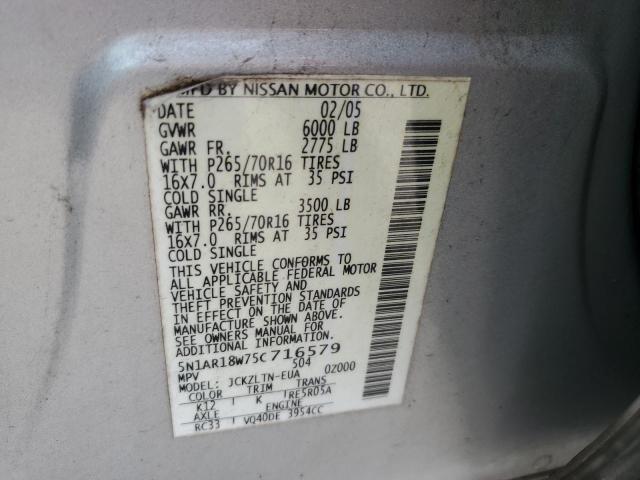 MFD BY NISSAN MOTOR CO., LTD.
DATE 02/05
GVWR 6000 LB
GAWR FR. 2775 LB
WITH P265/70R16 TIRES
16X7.0 RIMS AT 35 PSI
COLD SINGLE
GAWR RR. 3500 LB
WITH P265/70R16 TIRES
16X7.0 RIMS AT 35 PSI
COLD SINGLE
THIS VEHICLE CONFORMS TO
ALL APPLICABLE FEDERAL MOTOR
VEHICLE SAFETY AND
THEFT PREVENTION STANDARDS
IN EFFECT ON THE DATE OF
MANUFACTURE SHOWN ABOVE.
SEE OWNERS MANUAL FOR
ADDITIONAL INFORMATION.
5N1AR18W75C716579
MPV 504
MODEL: JCKZLTN-EUA 02000
COLOR TRIM TRANS
K12 K RE5R05A
AXLE ENGINE
RC33 VQ40DE 3954CC